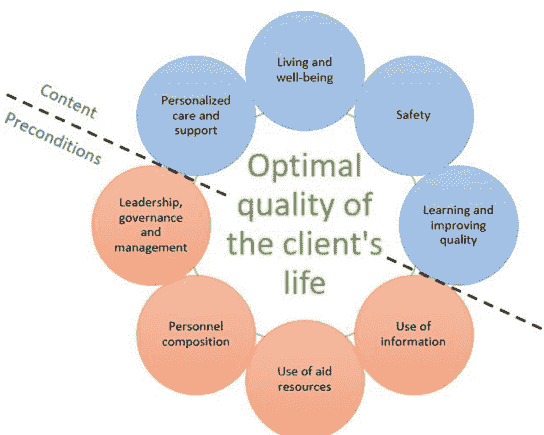 Content
Preconditions
Living and
well-being
Personalized
care and
support
Safety
Optimal
quality of
the client's
life
Leadership,
governance
and
management
Learning and
improving
quality
Personnel
composition
Use of
information
Use of aid
resources